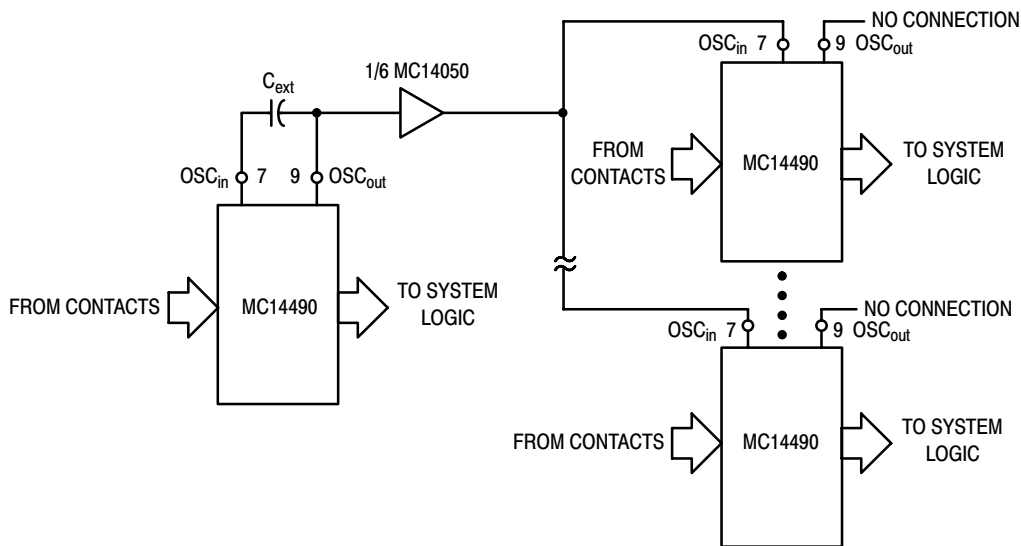 NO CONNECTION
OSCin 7
9 OSCout
1/6 MC14050
Cext
FROM
CONTACTS
MC14490
TO SYSTEM
LOGIC
OSCin 7
9 OSCout
FROM CONTACTS
MC14490
TO SYSTEM
LOGIC
NO CONNECTION
OSCin 7
9 OSCout
FROM CONTACTS
MC14490
TO SYSTEM
LOGIC